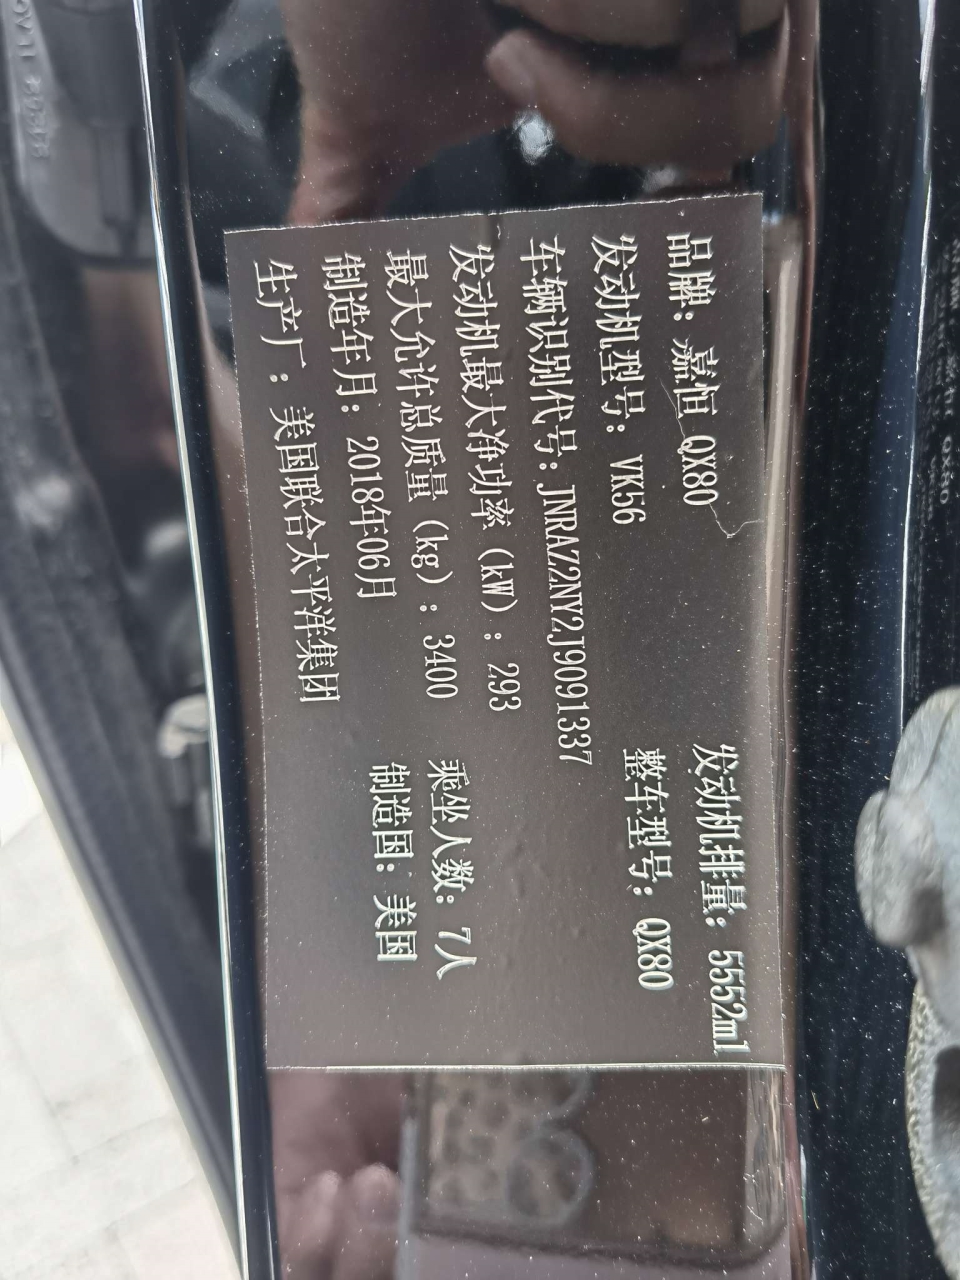 品牌：嘉恒 QX80 发动机排量：5552ml
发动机型号：VK56 整车型号：QX80
车辆识别代号：JNRAZ2NY2J9091337
发动机最大净功率（kW）：293
最大允许总质量（kg）：3400 乘坐人数：7人
制造年月：2018年06月 制造国：美国
生产厂：美国联合太平洋集团